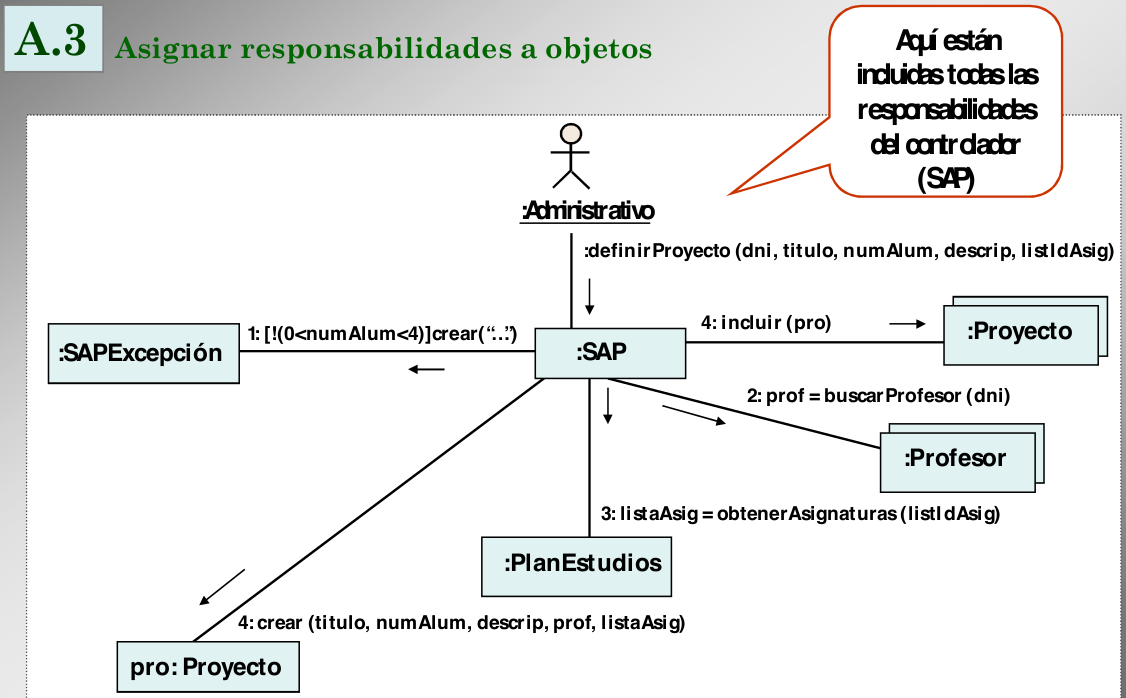 A.3 Asignar responsabilidades a objetos
Aquí están
incluidas todas las
responsabilidades
del controlador
(SAP)
:Administrativo
:definirProyecto (dni, titulo, numAlum, descrip, listIdAsig)
1: [!(0<numAlum<4)]crear(“...”)
4: incluir (pro)
:Proyecto
:SAPExcepción
:SAP
2: prof = buscarProfesor (dni)
:Profesor
3: listaAsig = obtenerAsignaturas (listIdAsig)
:PlanEstudios
4: crear (titulo, numAlum, descrip, prof, listaAsig)
pro: Proyecto